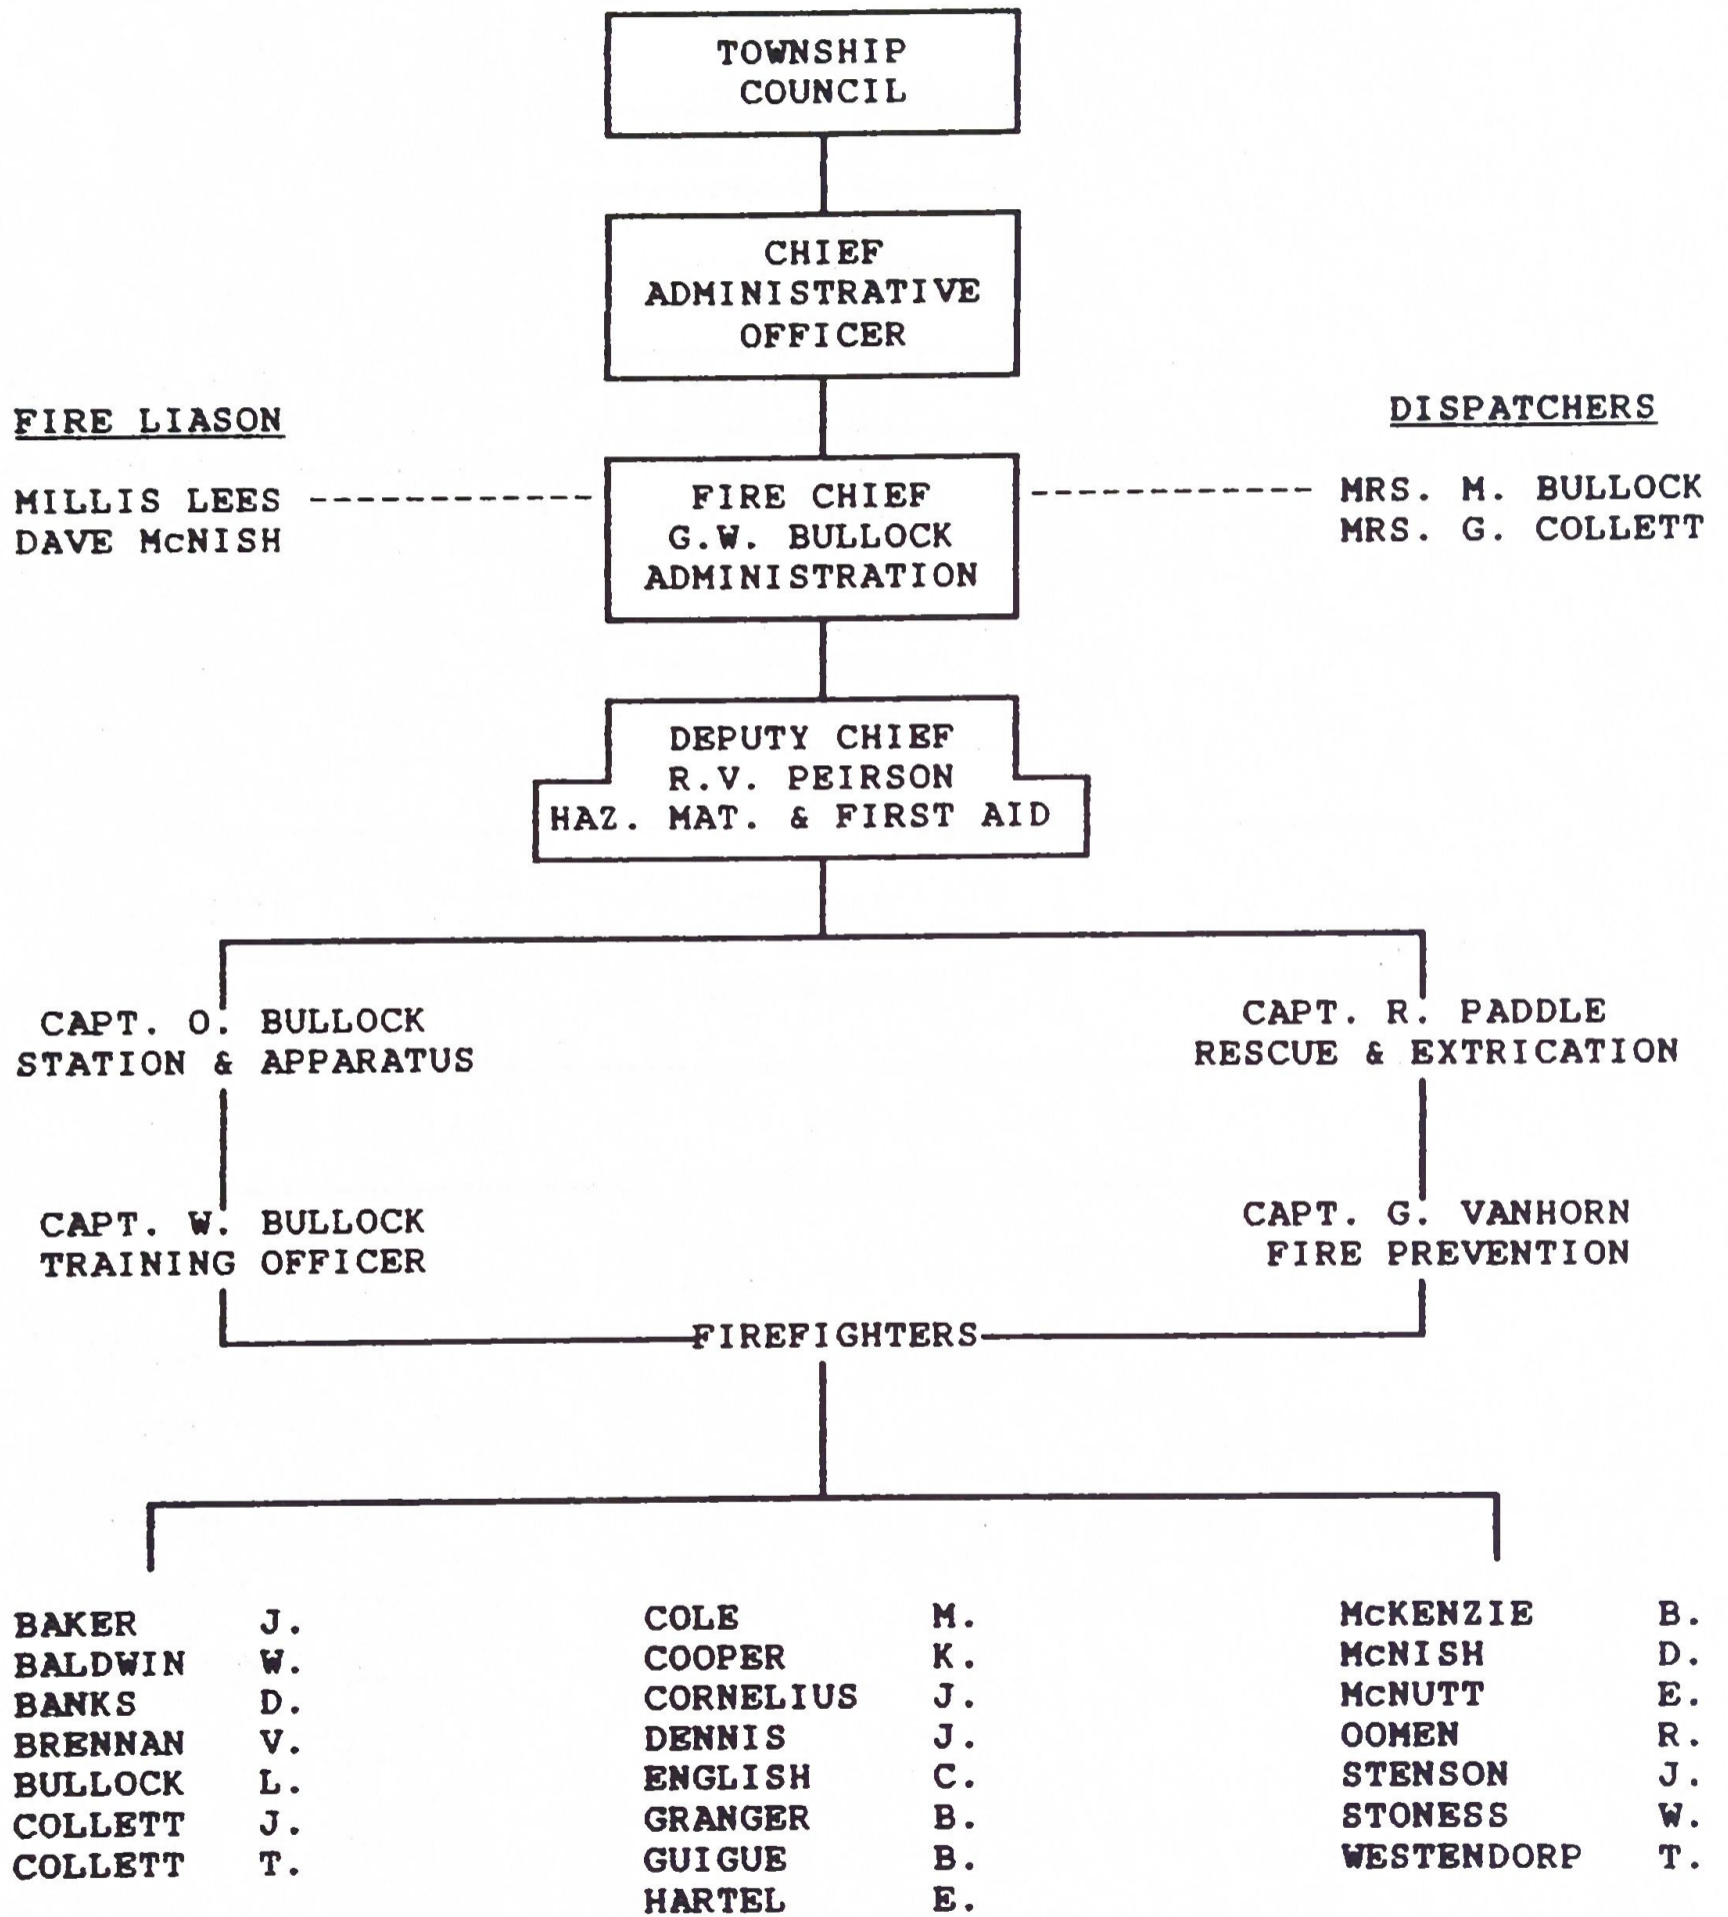 TOWNSHIP
COUNCIL
CHIEF
ADMINISTRATIVE
OFFICER
FIRE LIASON
MILLIS LEES
DAVE McNISH
FIRE CHIEF
G.W. BULLOCK
ADMINISTRATION
DISPATCHERS
MRS. M. BULLOCK
MRS. G. COLLETT
DEPUTY CHIEF
R.V. PEIRSON
HAZ. MAT. & FIRST AID
CAPT. O. BULLOCK
STATION & APPARATUS
CAPT. R. PADDLE
RESCUE & EXTRICATION
CAPT. W. BULLOCK
TRAINING OFFICER
CAPT. G. VANHORN
FIRE PREVENTION
FIREFIGHTERS
BAKER J.
BALDWIN W.
BANKS D.
BRENNAN V.
BULLOCK L.
COLLETT J.
COLLETT T.
COLE M.
COOPER K.
CORNELIUS J.
DENNIS J.
ENGLISH C.
GRANGER B.
GUIGUE B.
HARTEL E.
McKENZIE B.
McNISH D.
McNUTT E.
OOMEN R.
STENSON J.
STONESS W.
WESTENDORP T.